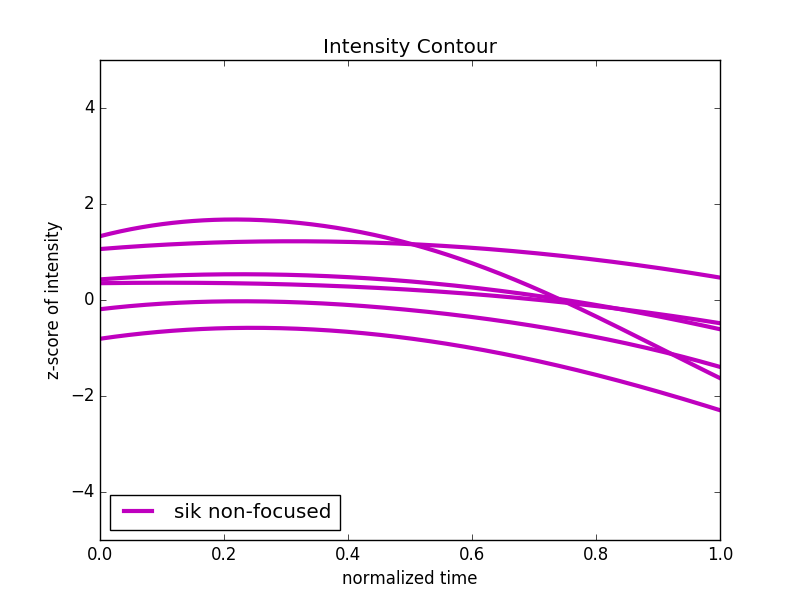 Intensity Contour
z-score of intensity
4
2
0
−2
−4
sik non-focused
0.0 0.2 0.4 0.6 0.8 1.0
normalized time